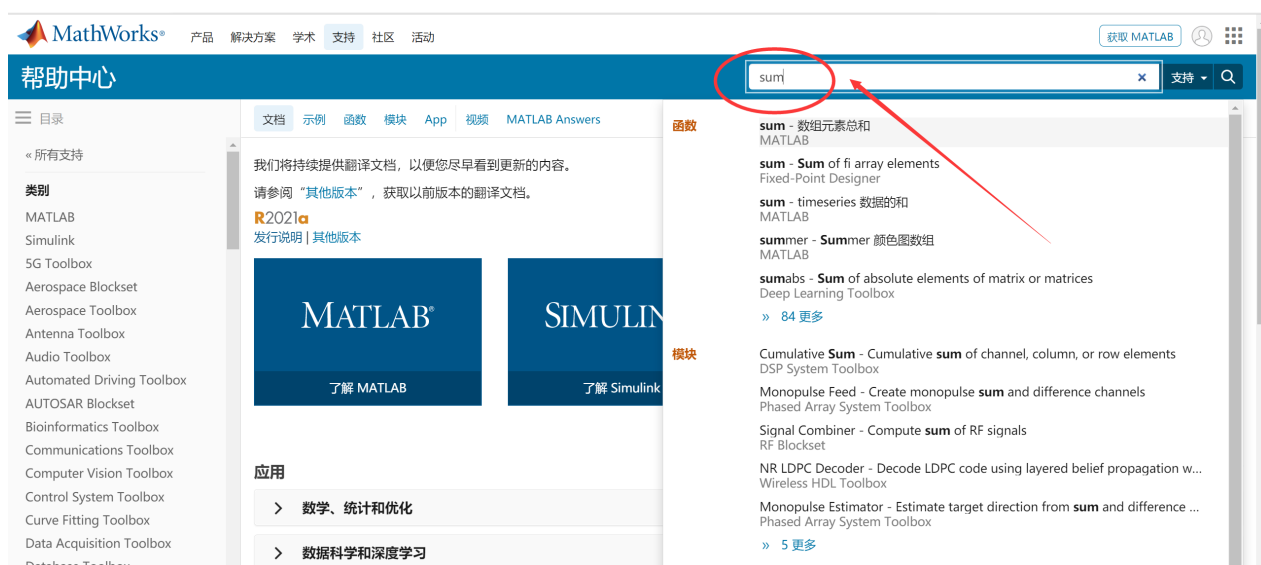 MathWorks®
产品 解决方案 学术 支持 社区 活动
获取 MATLAB
帮助中心
sum
支持
目录
文档 示例 函数 模块 App 视频 MATLAB Answers
« 所有支持
类别
MATLAB
Simulink
5G Toolbox
Aerospace Blockset
Aerospace Toolbox
Antenna Toolbox
Audio Toolbox
Automated Driving Toolbox
AUTOSAR Blockset
Bioinformatics Toolbox
Communications Toolbox
Computer Vision Toolbox
Control System Toolbox
Curve Fitting Toolbox
Data Acquisition Toolbox
我们将持续提供翻译文档，以便您尽早看到更新的内容。
请参阅“其他版本”，获取以前版本的翻译文档。
R2021a
发行说明 | 其他版本
MATLAB®
了解 MATLAB
SIMULIN
了解 Simulink
应用
数学、统计和优化
数据科学和深度学习
函数
sum - 数组元素总和
MATLAB
sum - Sum of fi array elements
Fixed-Point Designer
sum - timeseries 数据的和
MATLAB
summer - Summer 颜色图数组
MATLAB
sumabs - Sum of absolute elements of matrix or matrices
Deep Learning Toolbox
» 84 更多
模块
Cumulative Sum - Cumulative sum of channel, column, or row elements
DSP System Toolbox
Monopulse Feed - Create monopulse sum and difference channels
Phased Array System Toolbox
Signal Combiner - Compute sum of RF signals
RF Blockset
NR LDPC Decoder - Decode LDPC code using layered belief propagation w...
Wireless HDL Toolbox
Monopulse Estimator - Estimate target direction from sum and difference ...
Phased Array System Toolbox
» 5 更多